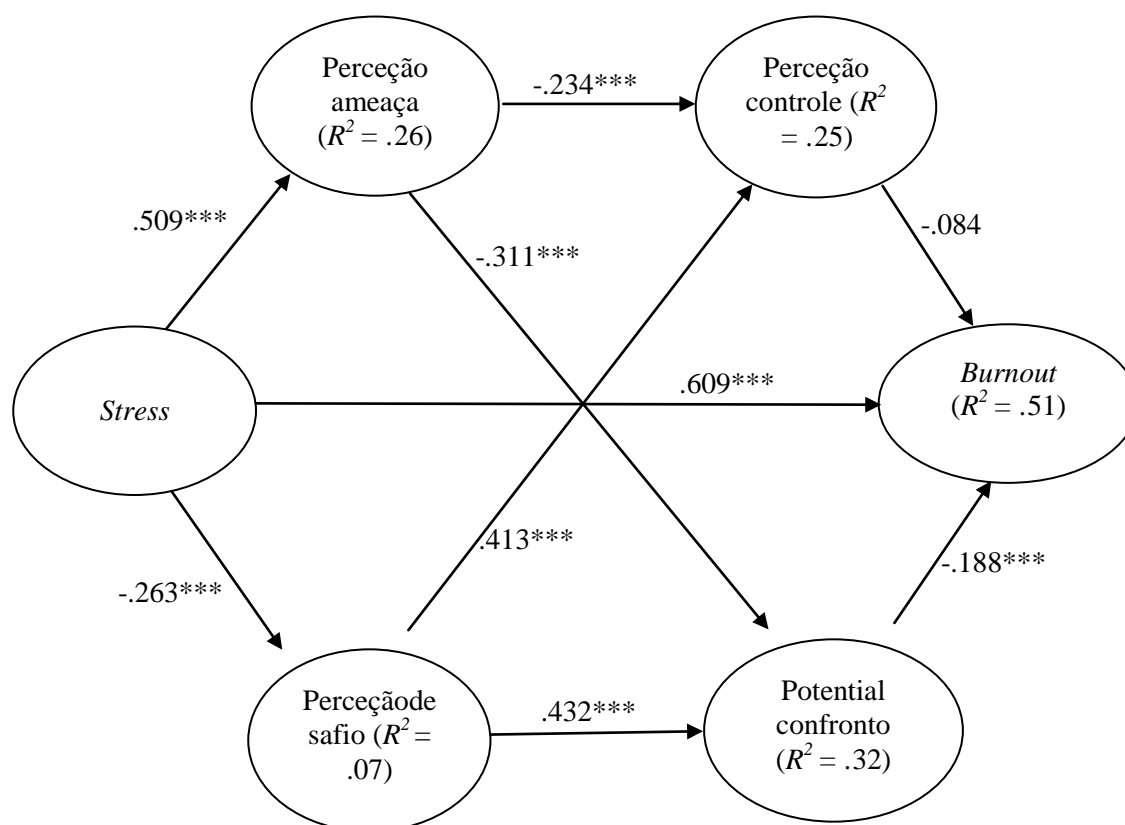 Perceção
ameaça
(R² = .26)
-.234***
Perceção
controle (R²
= .25)
.509***
-.311***
-.084
Stress
.609***
Burnout
(R² = .51)
-.263***
.413***
-.188***
Perceçãode
safio (R² =
.07)
.432***
Potential
confronto
(R² = .32)